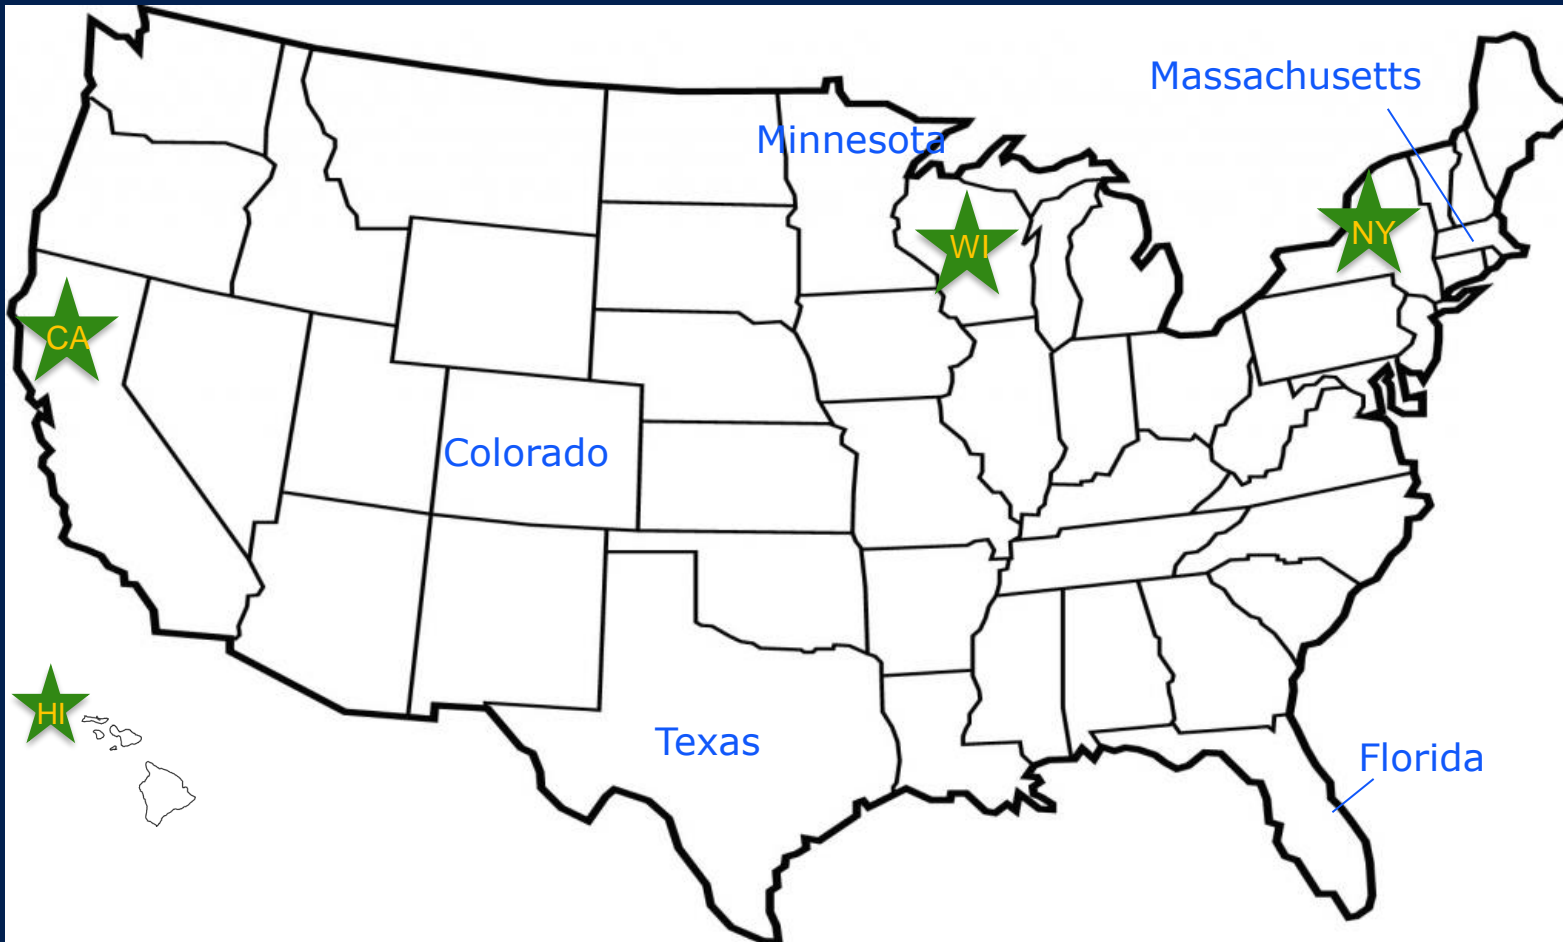 Massachusetts
Minnesota
NY
WI
CA
Colorado
HI
Texas
Florida